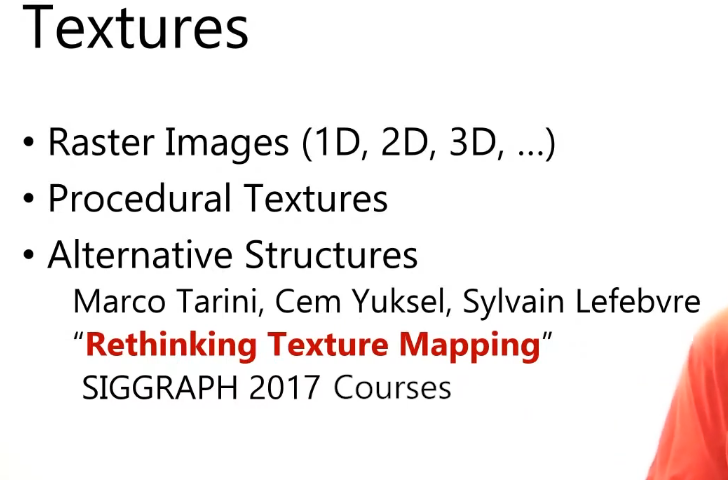 Textures
• Raster Images (1D, 2D, 3D, …)
• Procedural Textures
• Alternative Structures
Marco Tarini, Cem Yuksel, Sylvain Lefebvre
“Rethinking Texture Mapping”
SIGGRAPH 2017 Courses